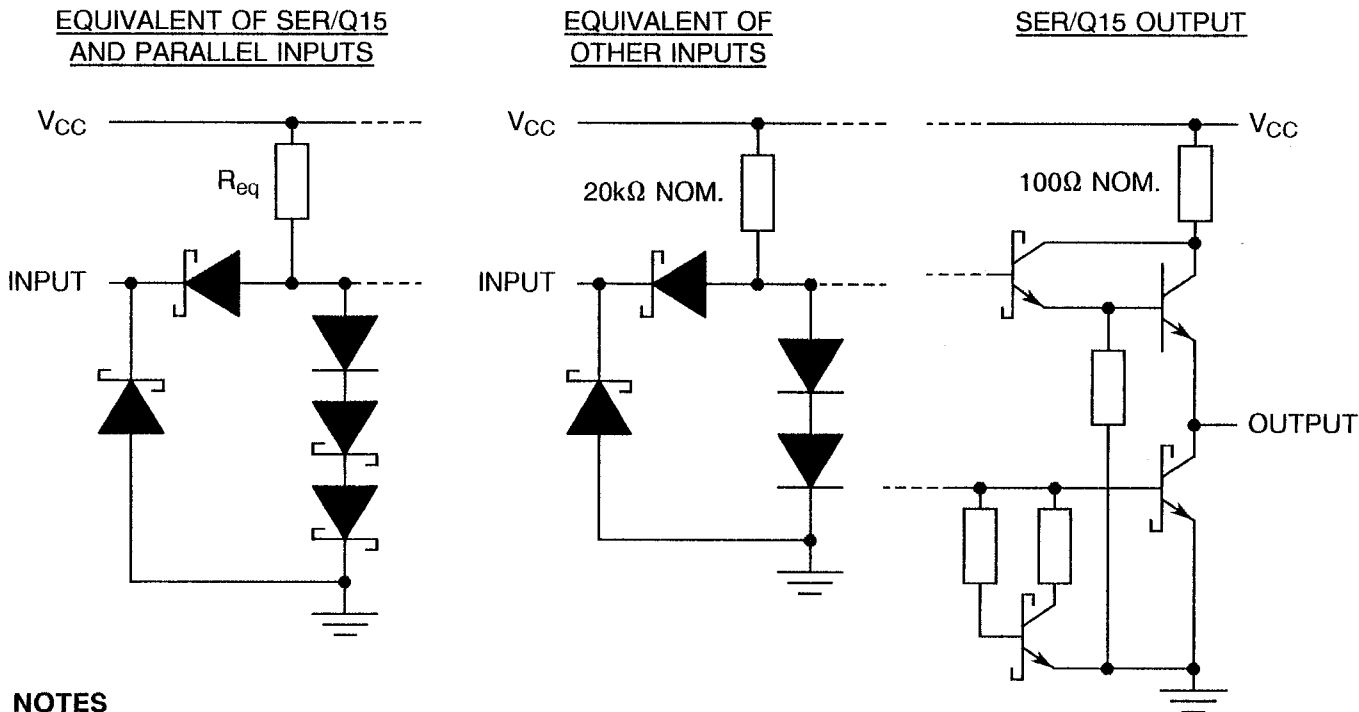 EQUIVALENT OF SER/Q15
AND PARALLEL INPUTS
EQUIVALENT OF
OTHER INPUTS
SER/Q15 OUTPUT
VCC
Req
INPUT
VCC
20kΩ NOM.
INPUT
VCC
100Ω NOM.
OUTPUT
NOTES